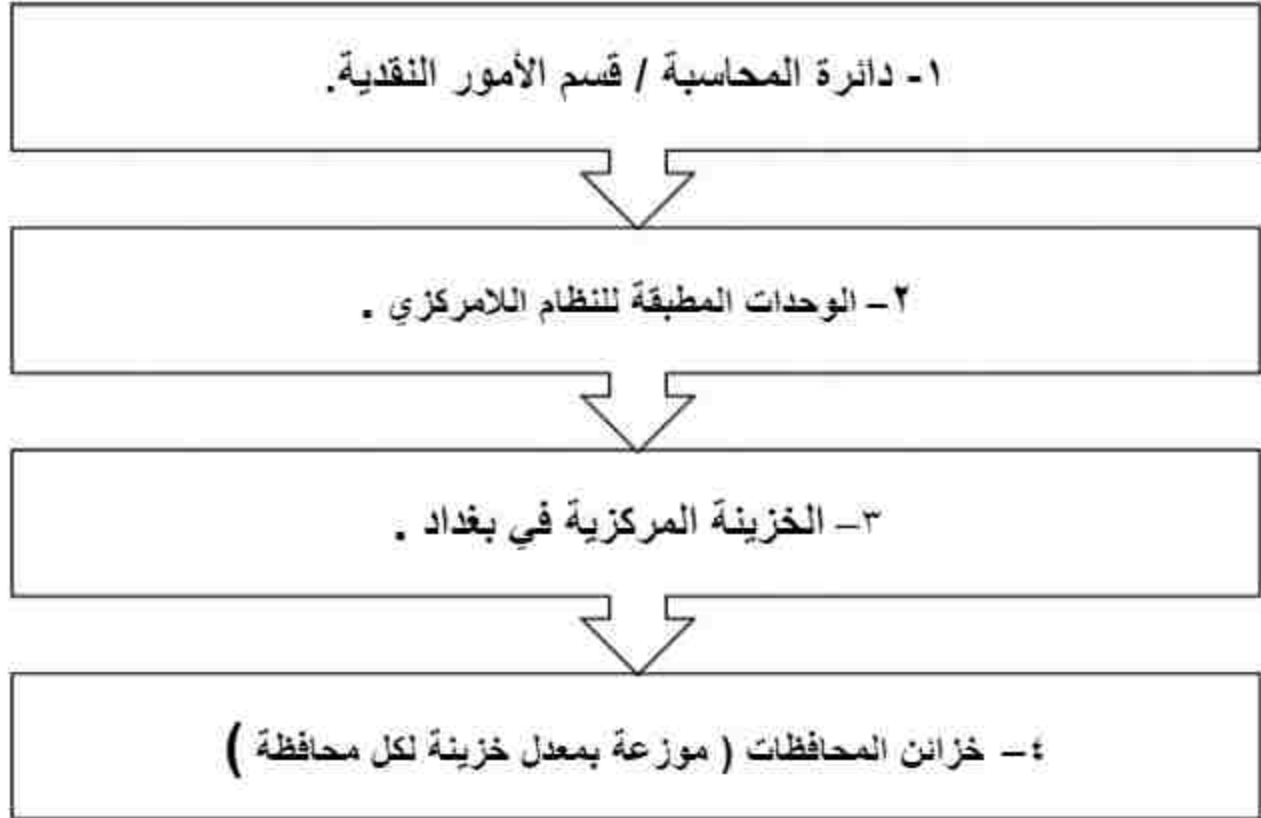 ١- دائرة المحاسبة / قسم الأمور النقدية.
٢– الوحدات المطبقة للنظام اللامركزي .
٣– الخزينة المركزية في بغداد .
٤– خزائن المحافظات ( موزعة بمعدل خزينة لكل محافظة )